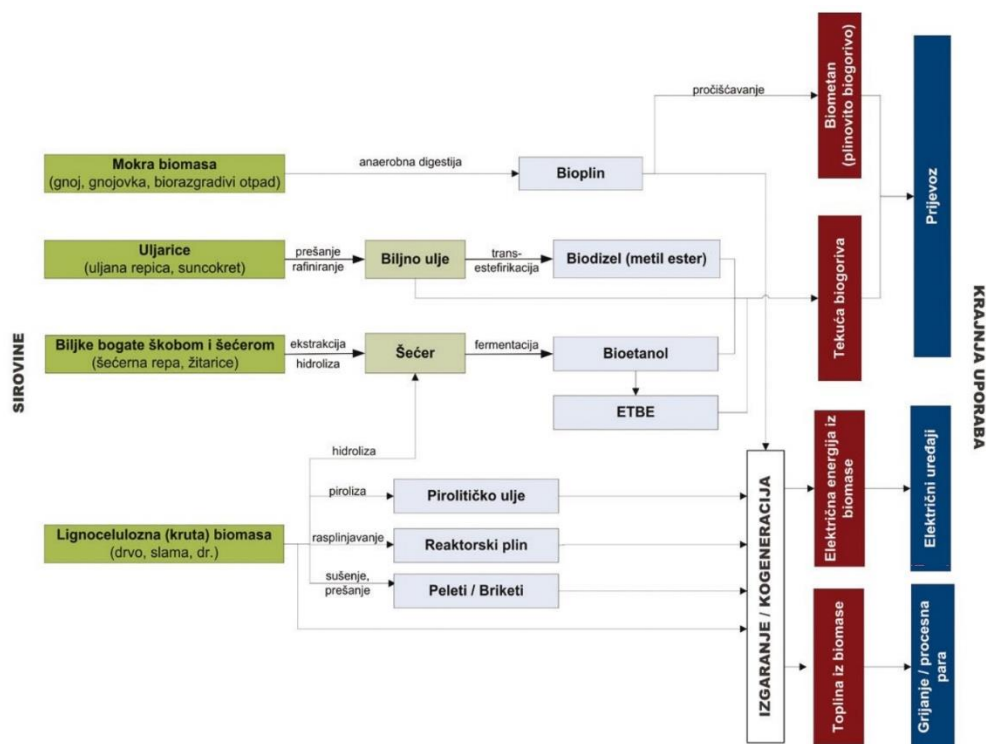 SIROVINE
Mokra biomasa
(gnoj, gnojovka, biorazgradivi otpad)
anaerobna digestija
Bioplin
pročišćavanje
Biometan
(plinovito biogorivo)
Prijevoz
Uljarice
(uljana repica, suncokret)
prešanje
rafiniranje
Biljno ulje
trans-
estefirikacija
Biodizel (metil ester)
Tekuća biogoriva
Biljke bogate škobom i šećerom
(šećerna repa, žitarice)
ekstrakcija
hidroliza
Šećer
fermentacija
Bioetanol
ETBE
hidroliza
Lignocelulozna (kruta) biomasa
(drvo, slama, dr.)
piroliza
Pirolitičko ulje
rasplinjavanje
Reaktorski plin
sušenje,
prešanje
Peleti / Briketi
IZGARANJE / KOGENERACIJA
Električna energija iz
biomase
Električni uređaji
Toplina iz biomase
Grijanje / procesna
para
KRAJNJA UPORABA